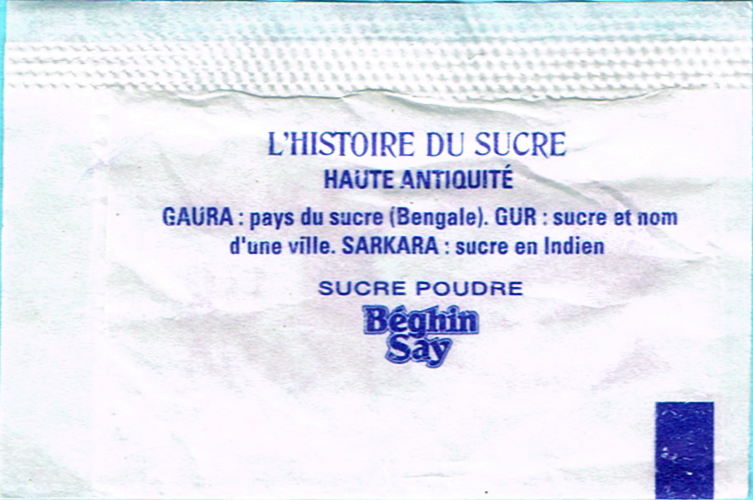 L'HISTOIRE DU SUCRE
HAUTE ANTIQUITÉ
GAURA : pays du sucre (Bengale). GUR : sucre et nom
d'une ville. SARKARA : sucre en Indien
SUCRE POUDRE
Béghin
Say